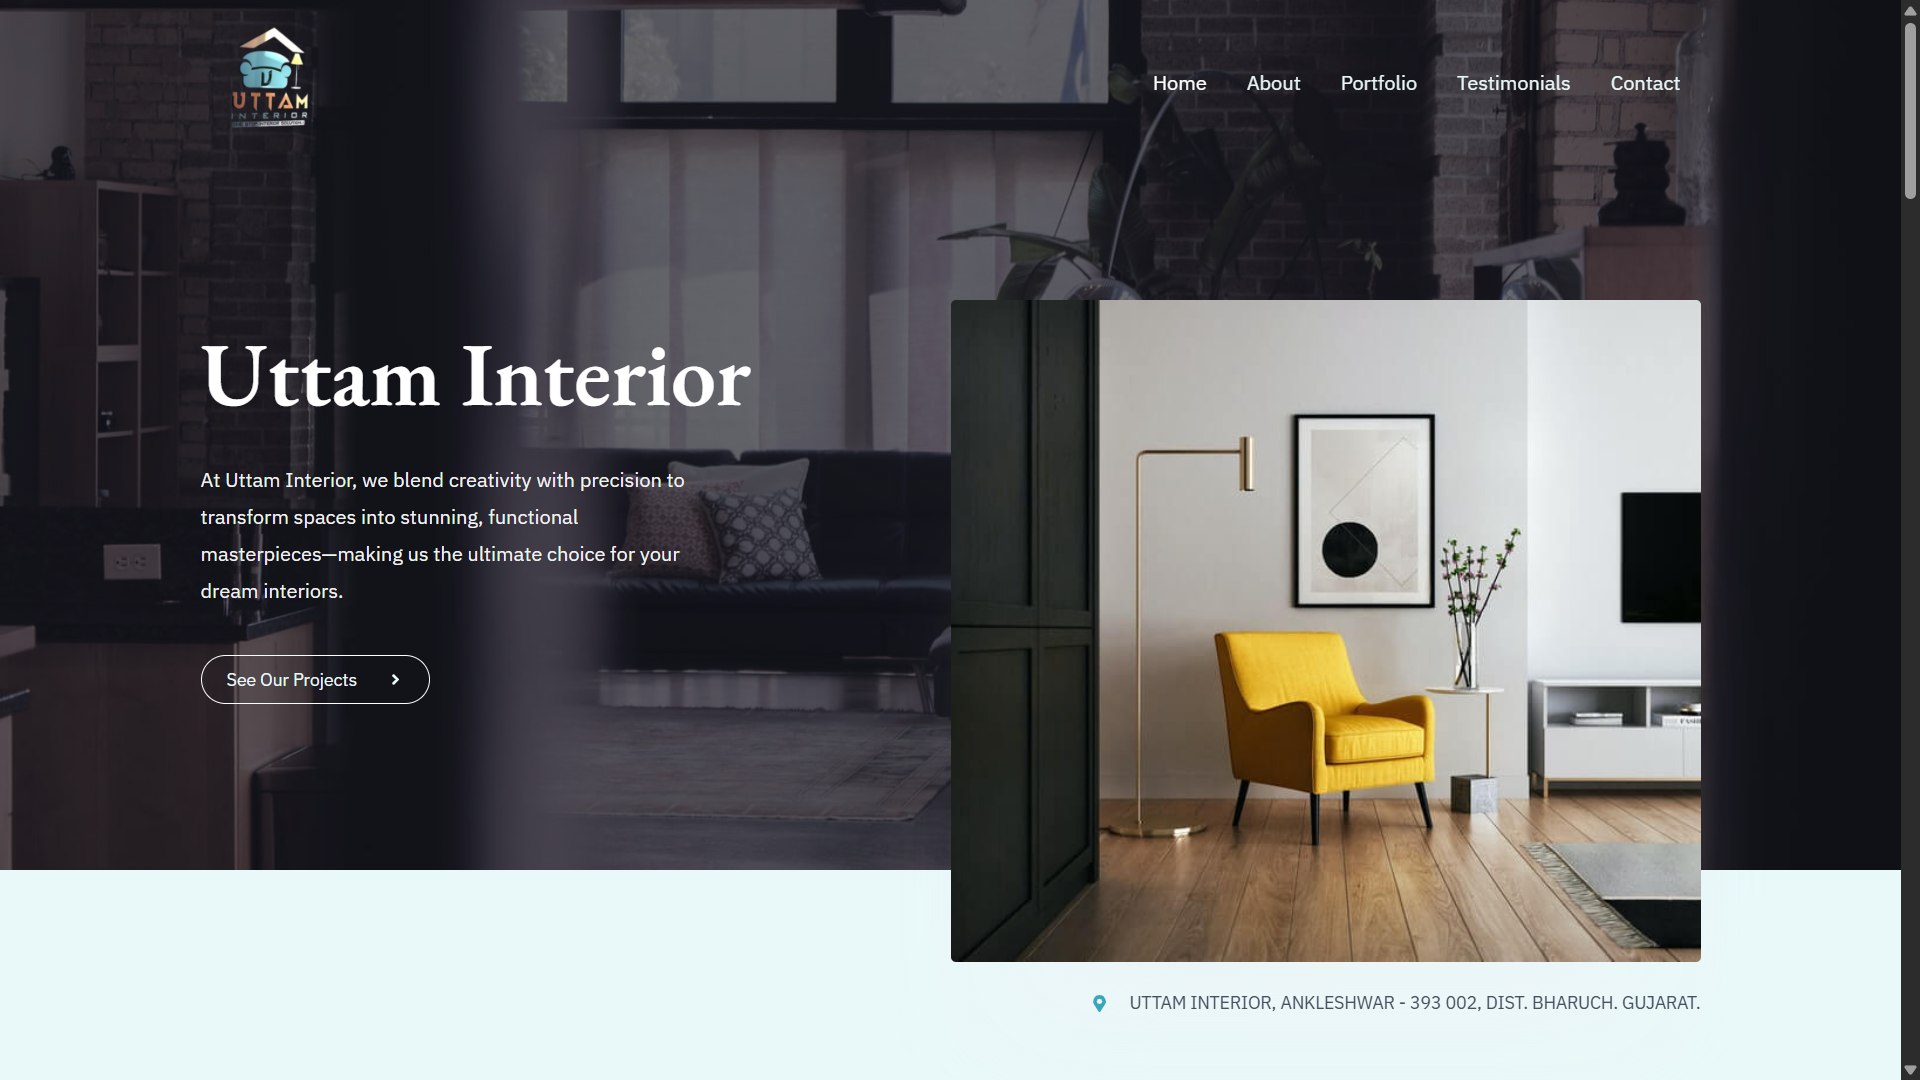 UTTAM
INTERIOR
Home
About
Portfolio
Testimonials
Contact
Uttam Interior
At Uttam Interior, we blend creativity with precision to
transform spaces into stunning, functional
masterpieces—making us the ultimate choice for your
dream interiors.
See Our Projects
UTTAM INTERIOR, ANKLESHWAR - 393 002, DIST. BHARUCH. GUJARAT.